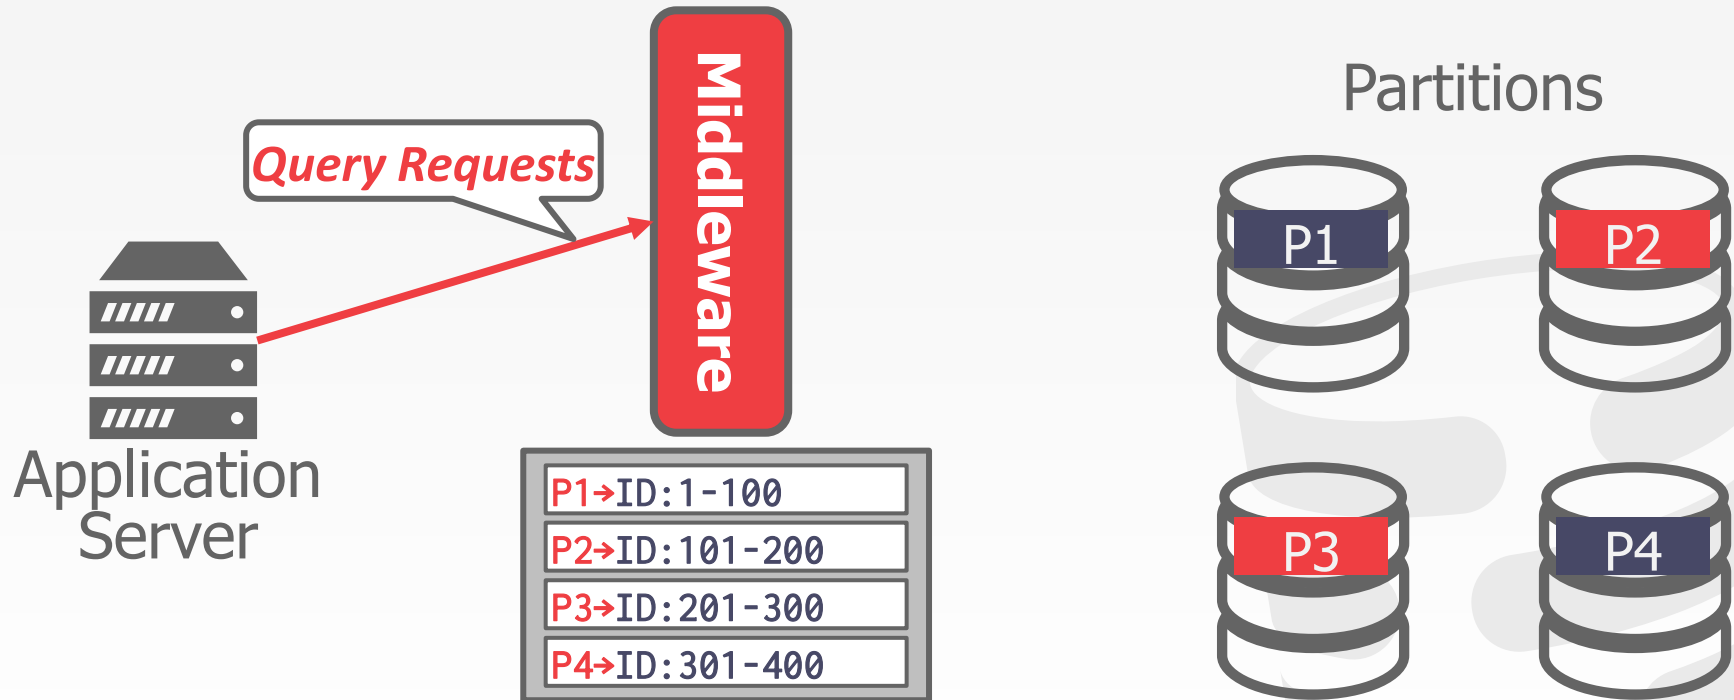 Middleware
Partitions
Query Requests
P1
P2
Application
Server
P1→ID:1-100
P2→ID:101-200
P3→ID:201-300
P4→ID:301-400
P3
P4